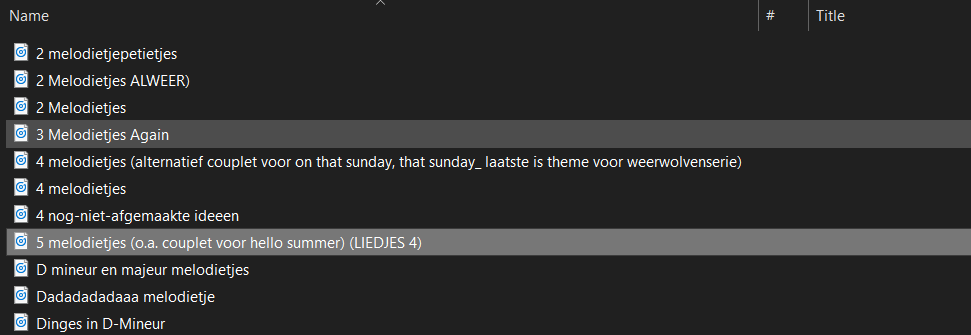 Name # Title
2 melodietjepetietjes
2 Melodietjes ALWEER)
2 Melodietjes
3 Melodietjes Again
4 melodietjes (alternatief couplet voor on that sunday, that sunday_ laatste is theme voor weerwolvenserie)
4 melodietjes
4 nog-niet-afgemaakte ideeen
5 melodietjes (o.a. couplet voor hello summer) (LIEDJES 4)
D mineur en majeur melodietjes
Dadadadadaaa melodietje
Dinges in D-Mineur